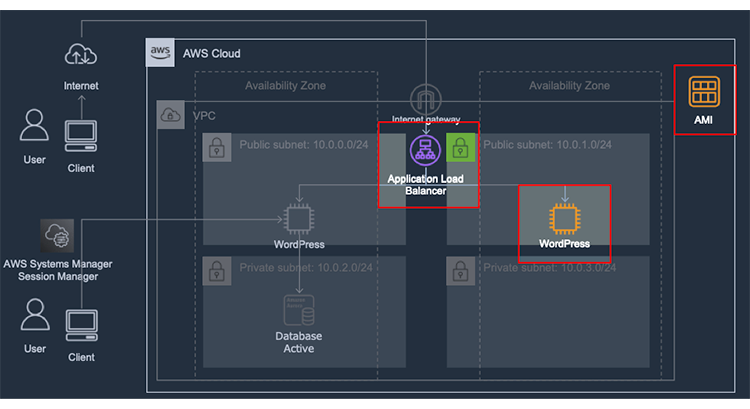 aws
AWS Cloud
Internet
Availability Zone
Availability Zone
AMI
VPC
Internet gateway
User
Client
Public subnet: 10.0.0.0/24
Public subnet: 10.0.1.0/24
Application Load
Balancer
WordPress
WordPress
AWS Systems Manager
Session Manager
Private subnet: 10.0.2.0/24
Private subnet: 10.0.3.0/24
Amazon
Aurora
User
Client
Database
Active